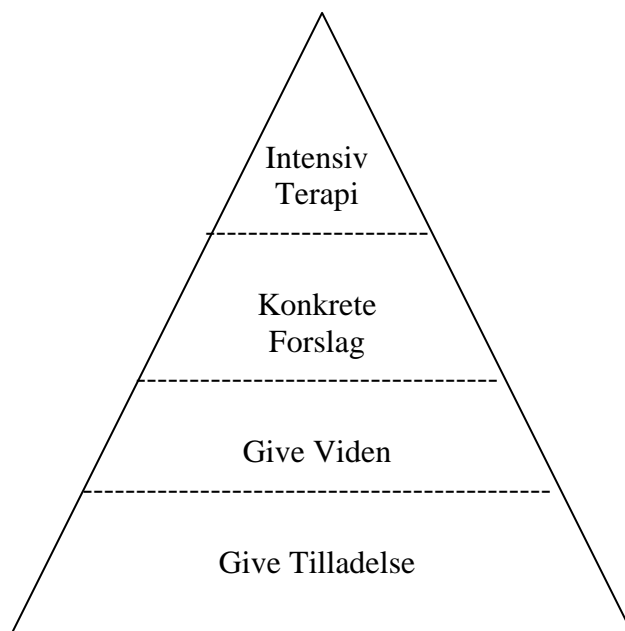 Intensiv
Terapi
Konkrete
Forslag
Give Viden
Give Tilladelse